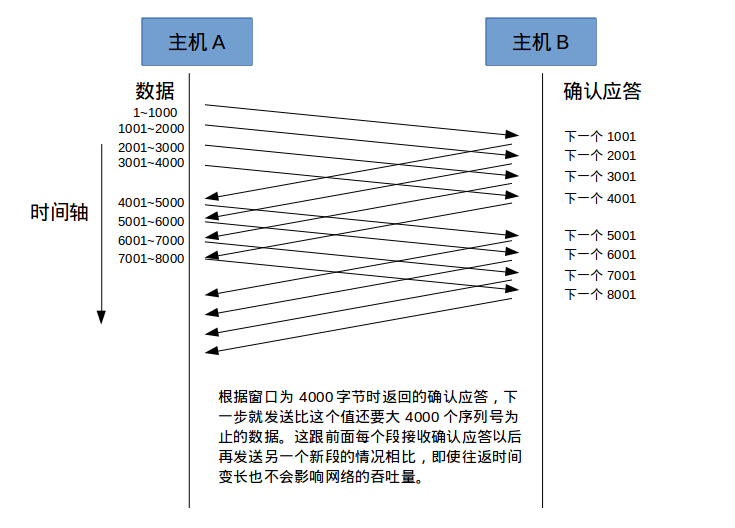 主机 A
主机 B
数据
确认应答
1~1000
1001~2000
2001~3000
3001~4000
4001~5000
5001~6000
6001~7000
7001~8000
时间轴
下一个 1001
下一个 2001
下一个 3001
下一个 4001
下一个 5001
下一个 6001
下一个 7001
下一个 8001
根据窗口为 4000 字节时返回的确认应答，下
一步就发送比这个值还要大 4000 个序列号为
止的数据。这跟前面每个段接收确认应答以后
再发送另一个新段的情况相比，即使往返时间
变长也不会影响网络的吞吐量。